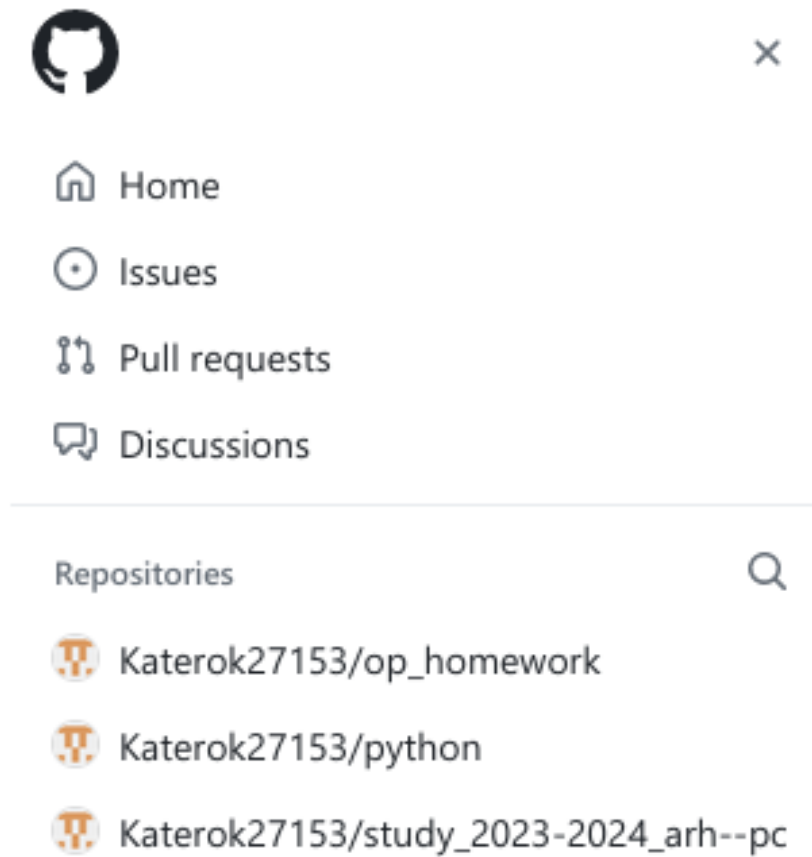 Home
Issues
Pull requests
Discussions
Repositories
Katerok27153/op_homework
Katerok27153/python
Katerok27153/study_2023-2024_arh--pc